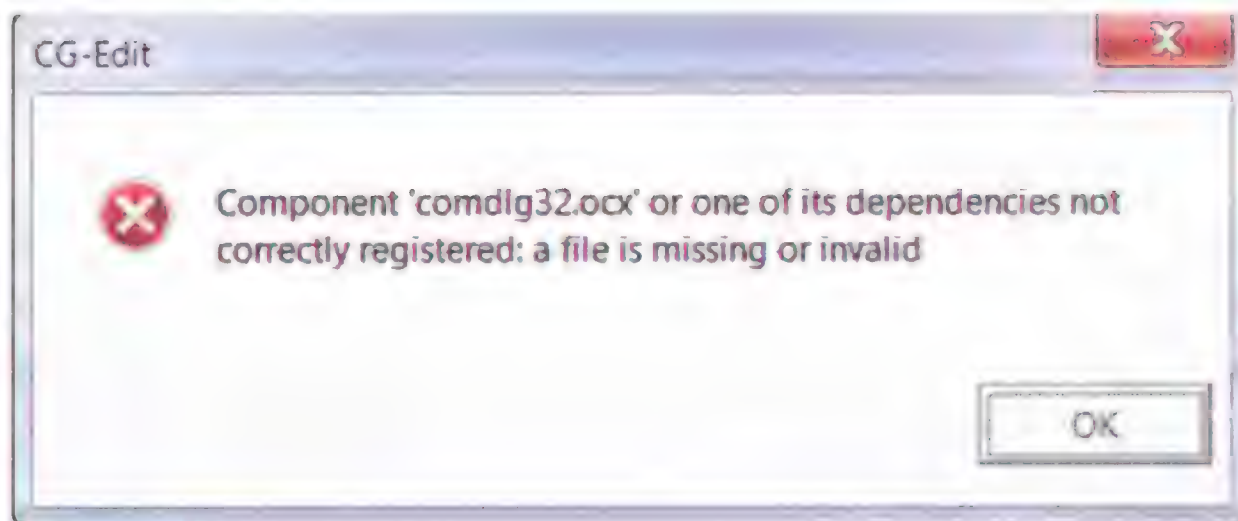 CG-Edit
Component 'comdlg32.ocx' or one of its dependencies not
correctly registered: a file is missing or invalid
OK